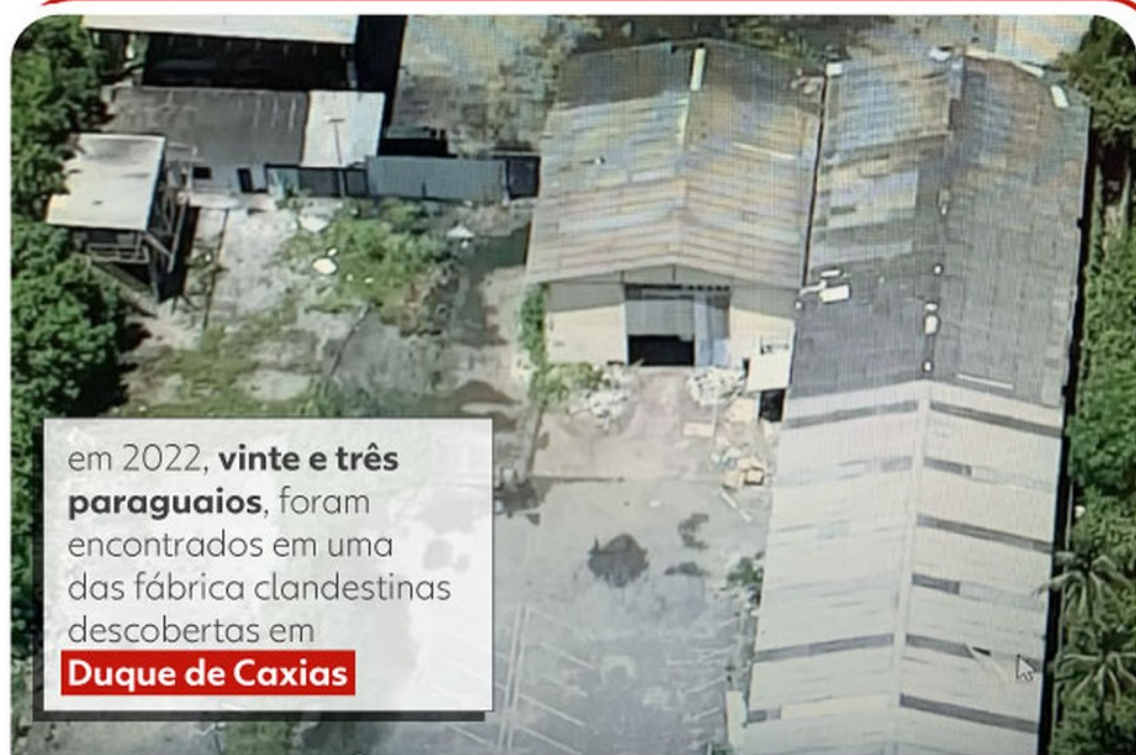 em 2022, vinte e três
paraguaios, foram
encontrados em uma
das fábrica clandestinas
descobertas em
Duque de Caxias